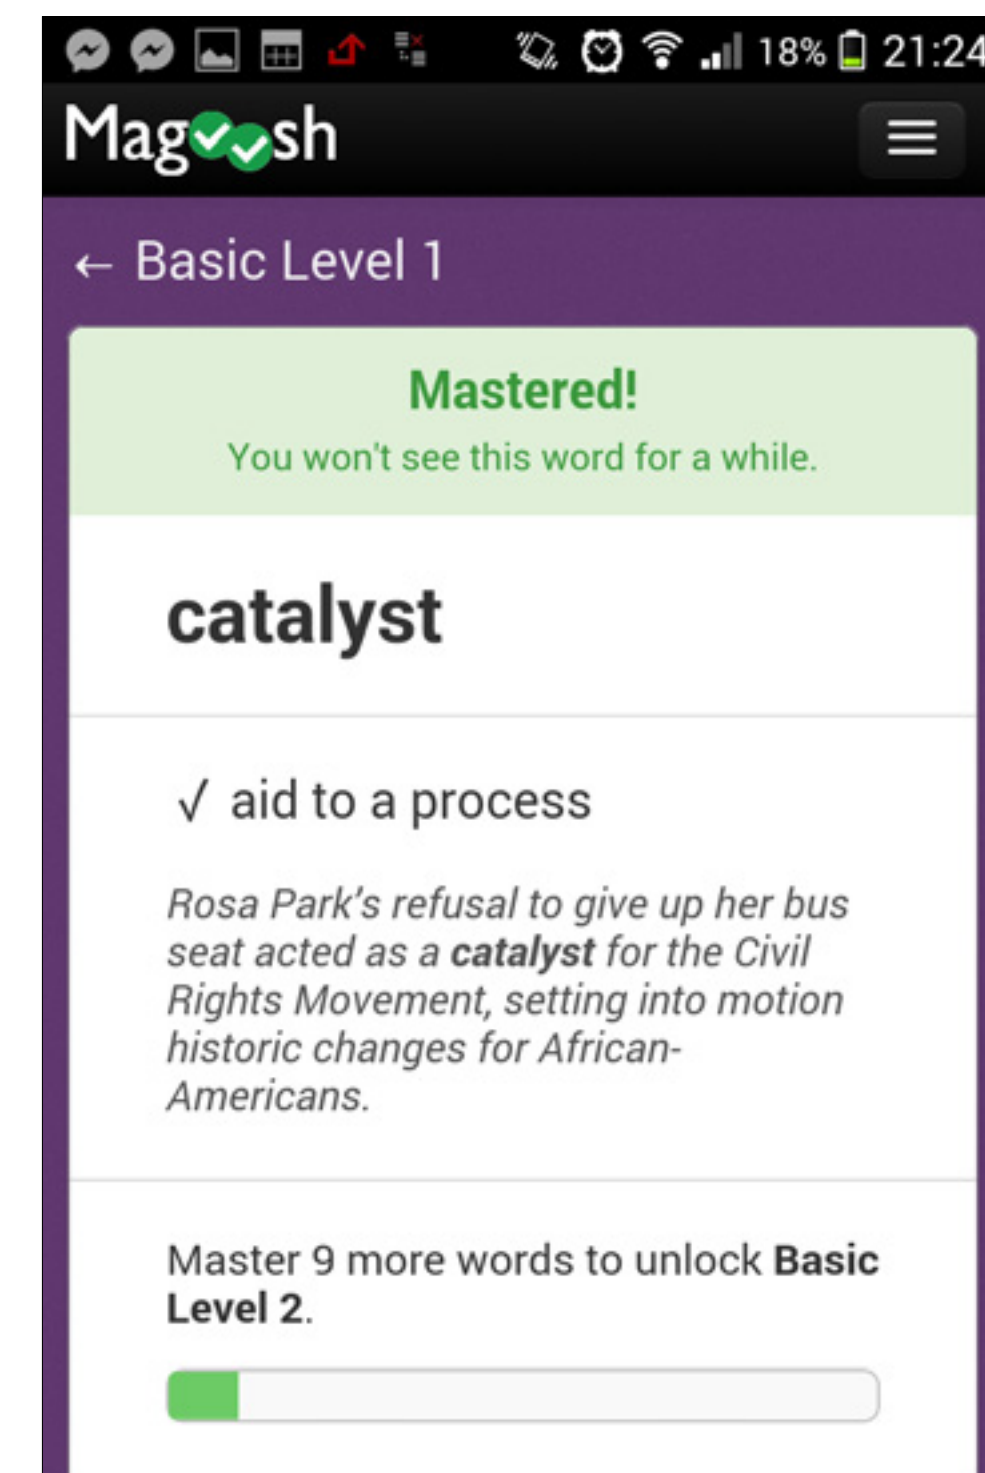 18% 21:24
Magoosh
← Basic Level 1
Mastered!
You won't see this word for a while.
catalyst
√ aid to a process
Rosa Park’s refusal to give up her bus
seat acted as a catalyst for the Civil
Rights Movement, setting into motion
historic changes for African-
Americans.
Master 9 more words to unlock Basic
Level 2.